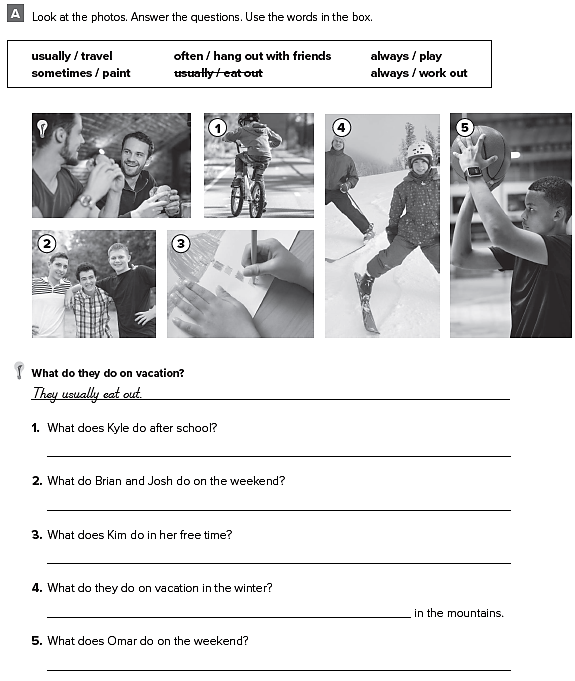 A Look at the photos. Answer the questions. Use the words in the box.
usually / travel often / hang out with friends always / play
sometimes / paint usually / eat out always / work out
1
4
5
2
3
What do they do on vacation?
They usually eat out.
1. What does Kyle do after school?
2. What do Brian and Josh do on the weekend?
3. What does Kim do in her free time?
4. What do they do on vacation in the winter?
in the mountains.
5. What does Omar do on the weekend?